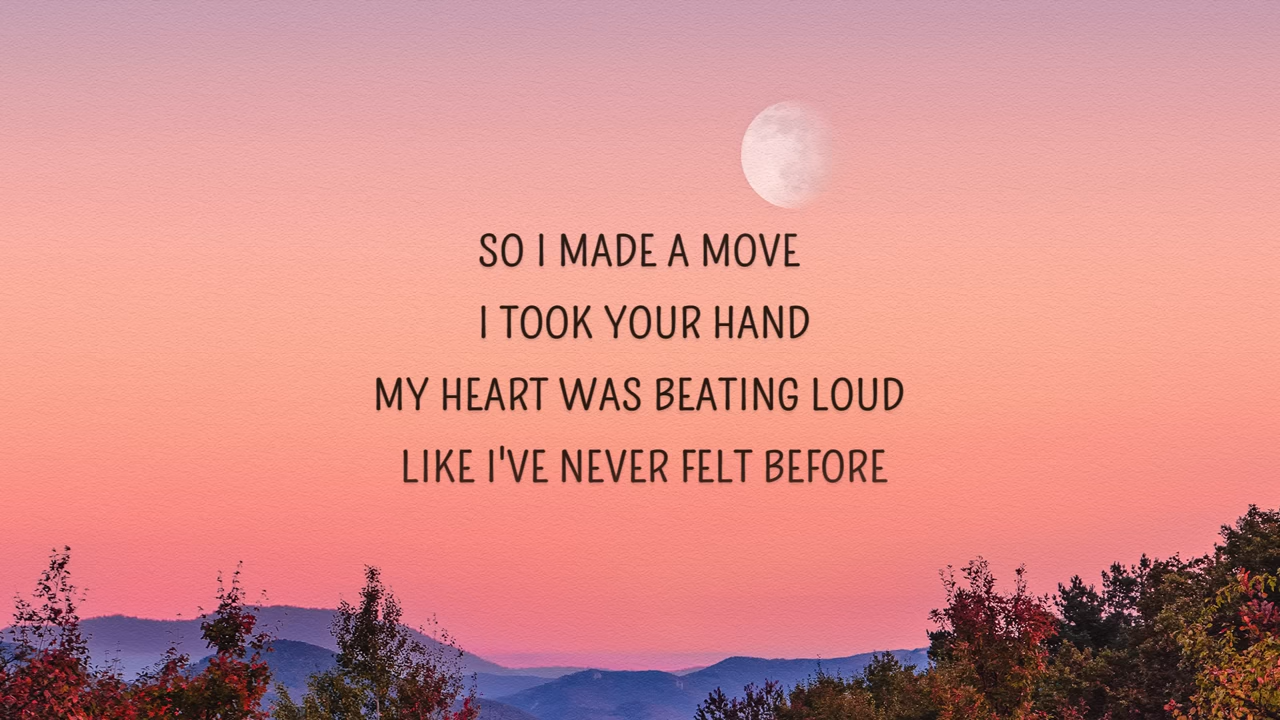 SO I MADE A MOVE
I TOOK YOUR HAND
MY HEART WAS BEATING LOUD
LIKE I'VE NEVER FELT BEFORE